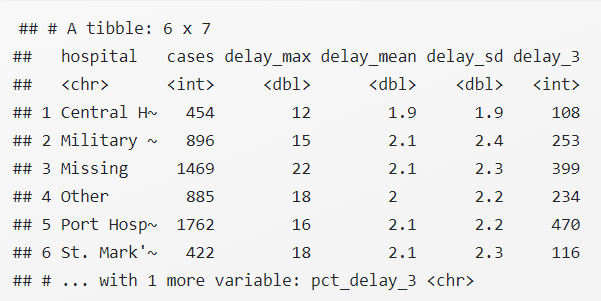 ## # A tibble: 6 x 7
##   hospital   cases delay_max delay_mean delay_sd delay_3
##   <chr>      <int>     <dbl>      <dbl>    <dbl>   <int>
## 1 Central H~   454        12        1.9      1.9     108
## 2 Military ~   896        15        2.1      2.4     253
## 3 Missing     1469        22        2.1      2.3     399
## 4 Other        885        18        2        2.2     234
## 5 Port Hosp~  1762        16        2.1      2.2     470
## 6 St. Mark'~   422        18        2.1      2.3     116
## # ... with 1 more variable: pct_delay_3 <chr>